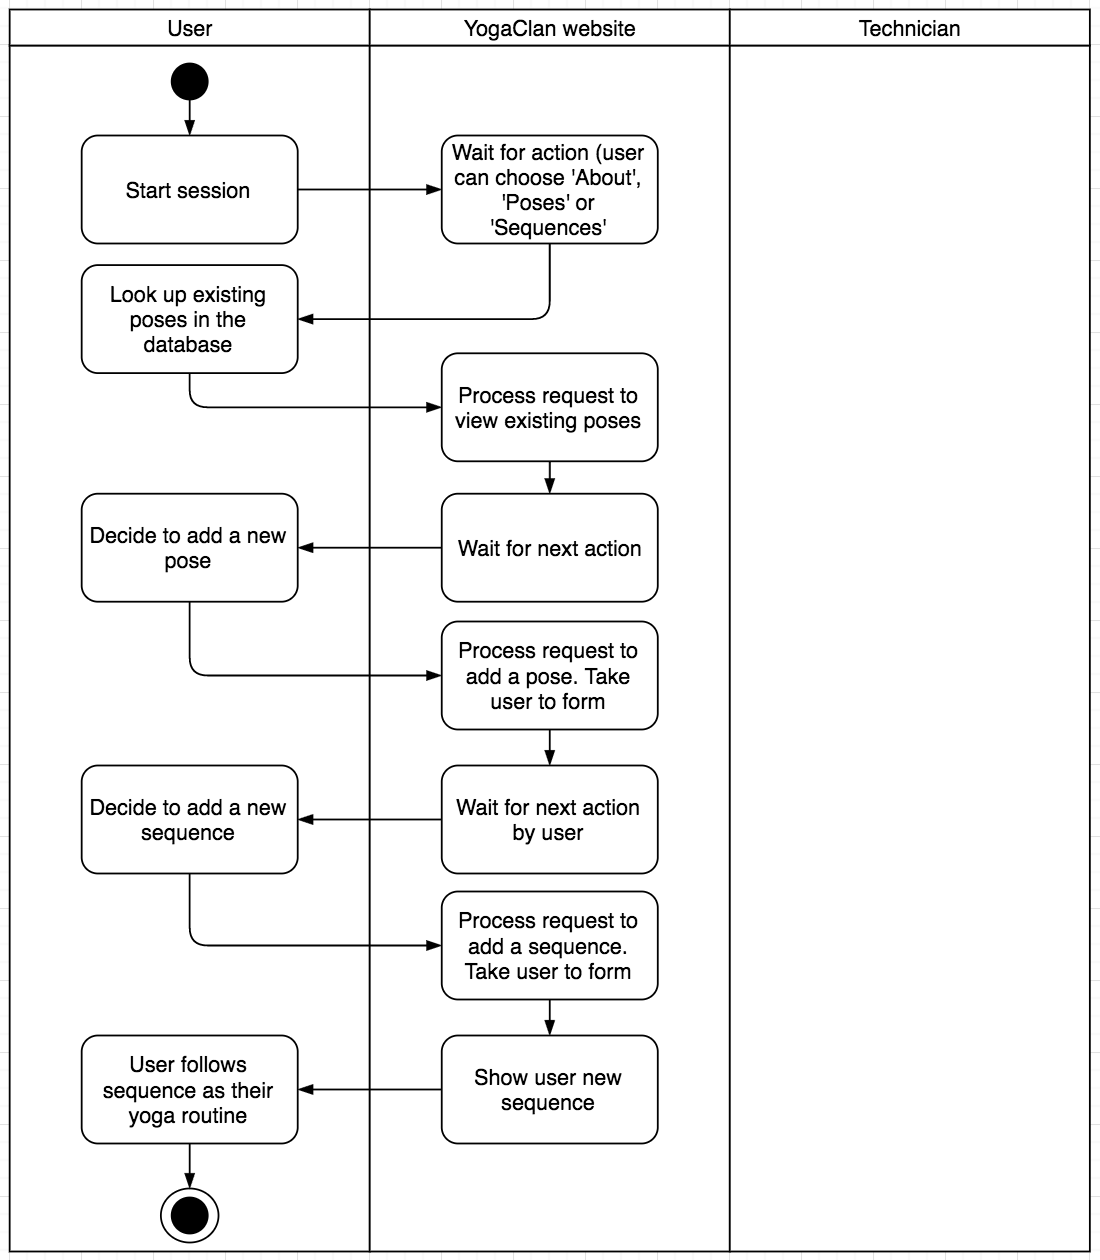 User
YogaClan website
Technician
Start session
Wait for action (user
can choose 'About',
'Poses' or
'Sequences'
Look up existing
poses in the
database
Process request to
view existing poses
Wait for next action
Decide to add a new
pose
Process request to
add a pose. Take
user to form
Wait for next action
by user
Decide to add a new
sequence
Process request to
add a sequence.
Take user to form
Show user new
sequence
User follows
sequence as their
yoga routine